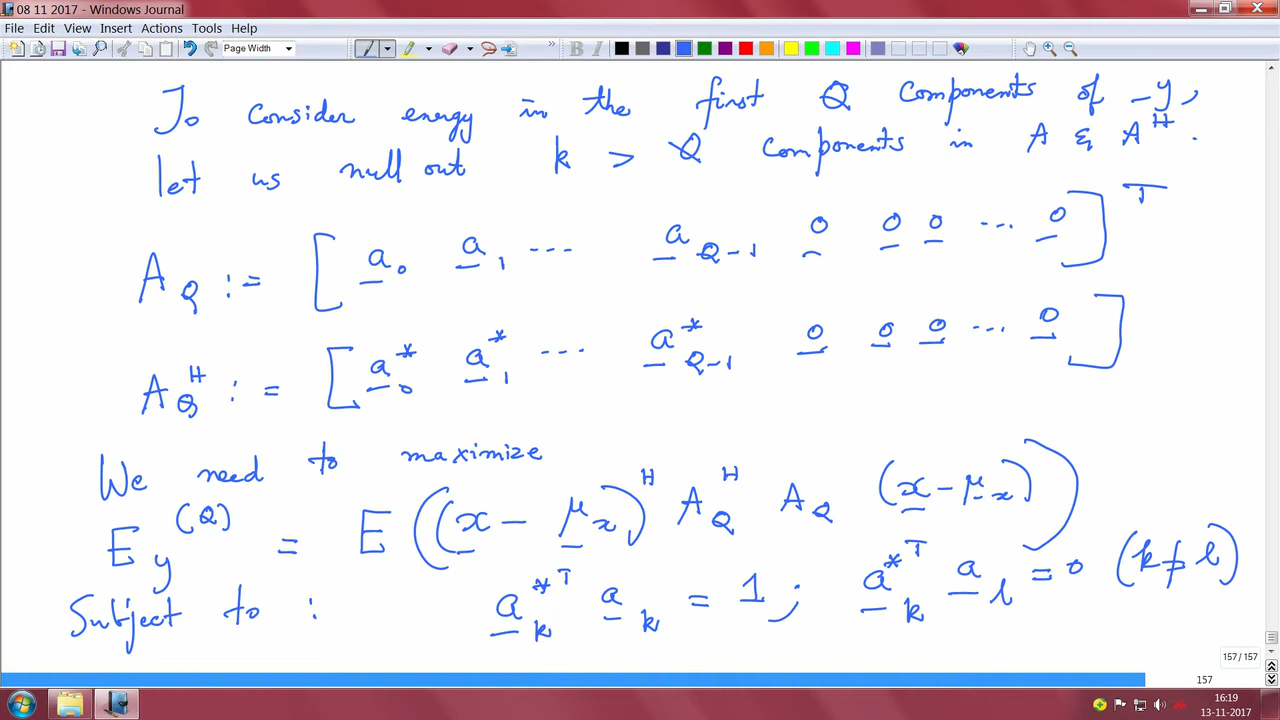 08 11 2017 - Windows Journal
File Edit View Insert Actions Tools Help
Page Width
To consider energy in the first Q components of y,
let us null out k > Q components in A & A^H.
A_Q := [a_0 a_1 ... a_{Q-1} 0 0 0 ... 0]^T
A_Q^H := [a_0^* a_1^* ... a_{Q-1}^* 0 0 0 ... 0]
We need to maximize
E_y^{(Q)} = E((x - μ_x)^H A_Q^H A_Q (x - μ_x))
Subject to : a_k^{*T} a_k = 1; a_k^{*T} a_l = 0 (k ≠ l)
157/157
157
16:19
13-11-2017